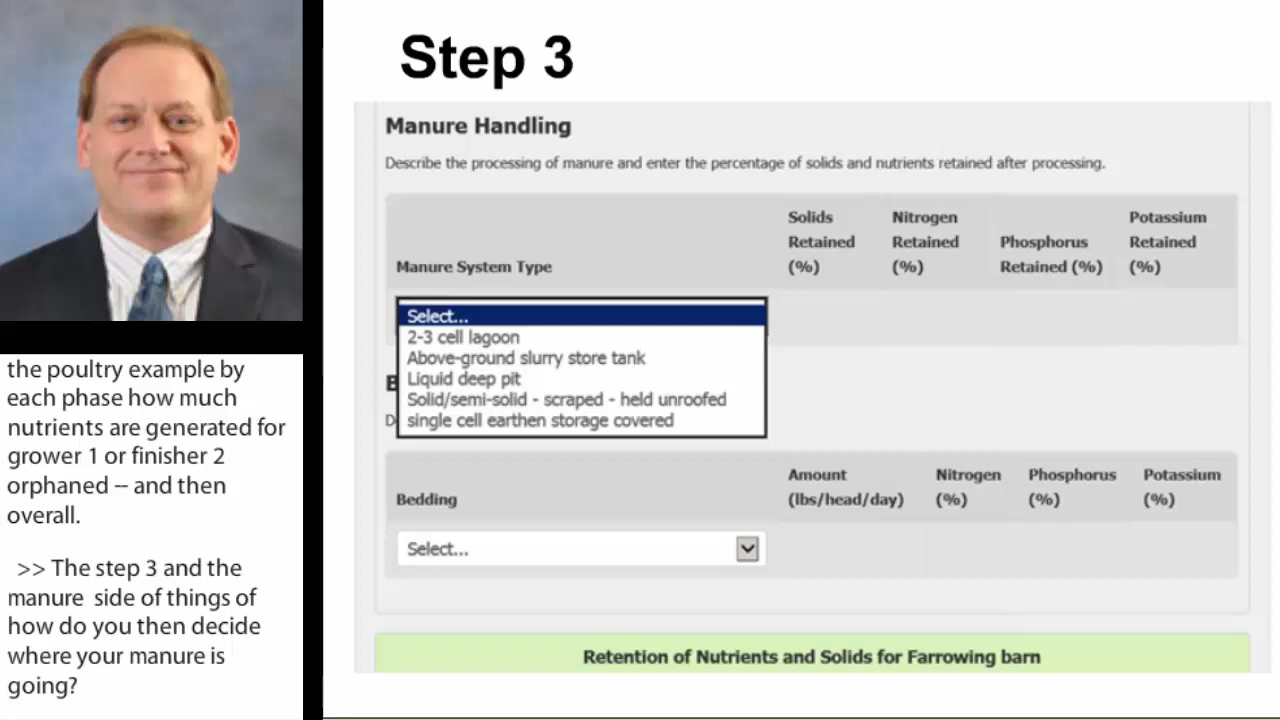 Step 3
Manure Handling
Describe the processing of manure and enter the percentage of solids and nutrients retained after processing.
Manure System Type
Solids Retained (%)
Nitrogen Retained (%)
Phosphorus Retained (%)
Potassium Retained (%)
Select...
2-3 cell lagoon
Above-ground slurry store tank
Liquid deep pit
Solid/semi-solid - scraped - held unroofed
single cell earthen storage covered
Bedding
Amount (lbs/head/day)
Nitrogen (%)
Phosphorus (%)
Potassium (%)
Select...
Retention of Nutrients and Solids for Farrowing barn
the poultry example by
each phase how much
nutrients are generated for
grower 1 or finisher 2
orphaned -- and then
overall.
>> The step 3 and the
manure side of things of
how do you then decide
where your manure is
going?